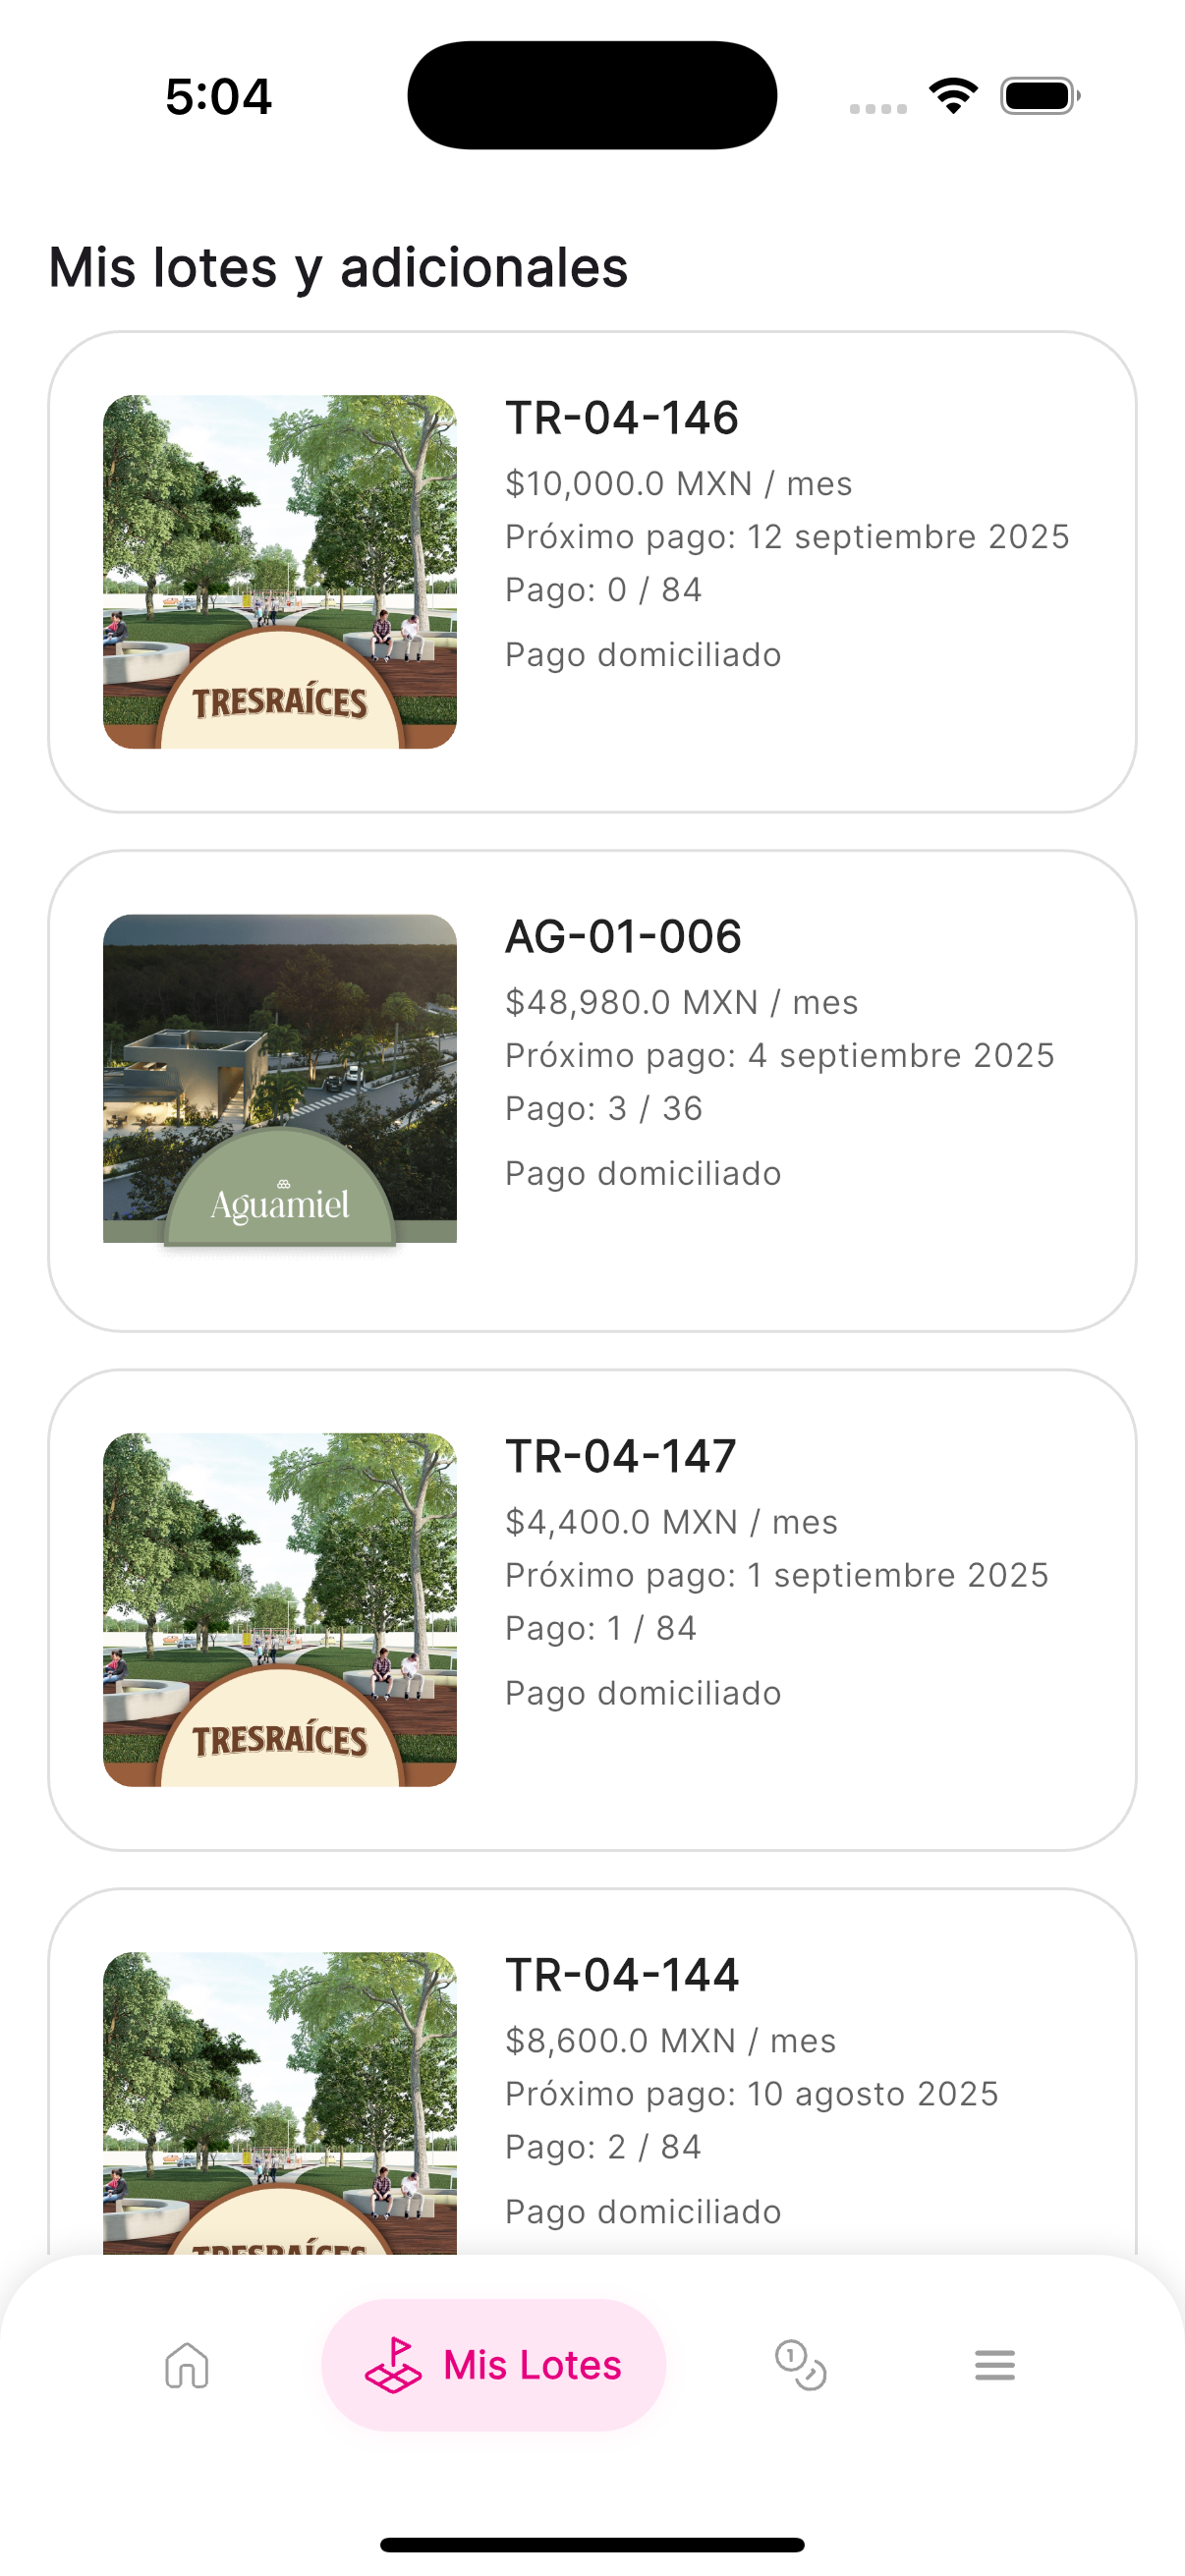 5:04
Mis lotes y adicionales
TR-04-146
$10,000.0 MXN / mes
Próximo pago: 12 septiembre 2025
Pago: 0 / 84
Pago domiciliado
TRESRAÍCES
AG-01-006
$48,980.0 MXN / mes
Próximo pago: 4 septiembre 2025
Pago: 3 / 36
Pago domiciliado
Aguamiel
TR-04-147
$4,400.0 MXN / mes
Próximo pago: 1 septiembre 2025
Pago: 1 / 84
Pago domiciliado
TRESRAÍCES
TR-04-144
$8,600.0 MXN / mes
Próximo pago: 10 agosto 2025
Pago: 2 / 84
Pago domiciliado
TRESRAÍCES
Mis Lotes